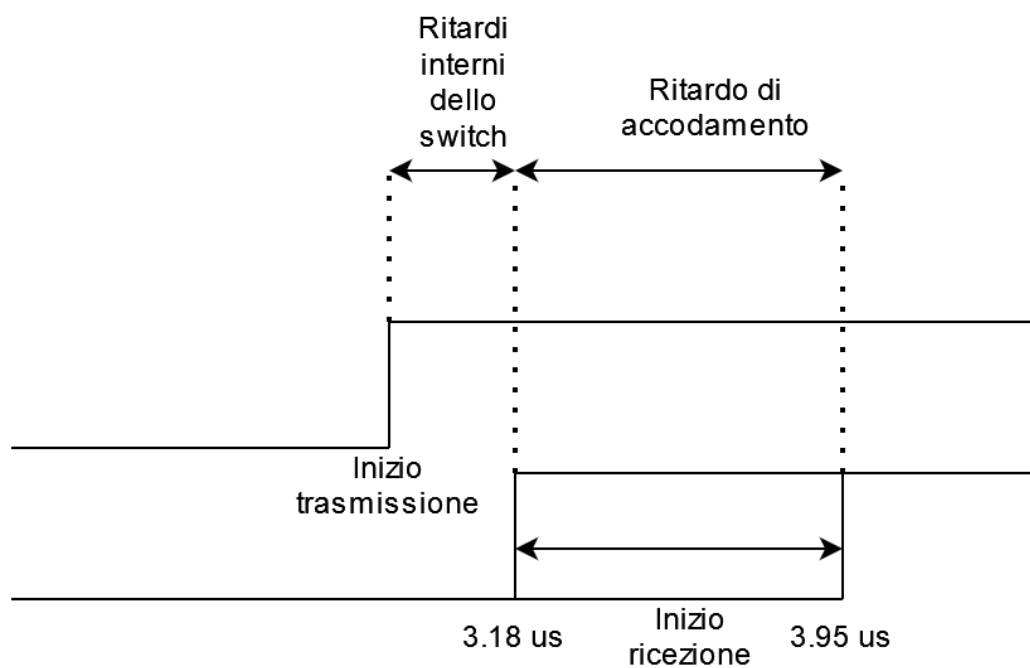 Ritardi
interni
dello
switch
Ritardo di
accodamento
Inizio
trasmissione
3.18 us
Inizio
ricezione
3.95 us